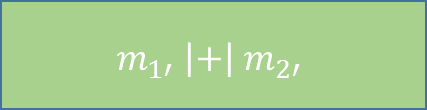 m₁, |+| m₂,